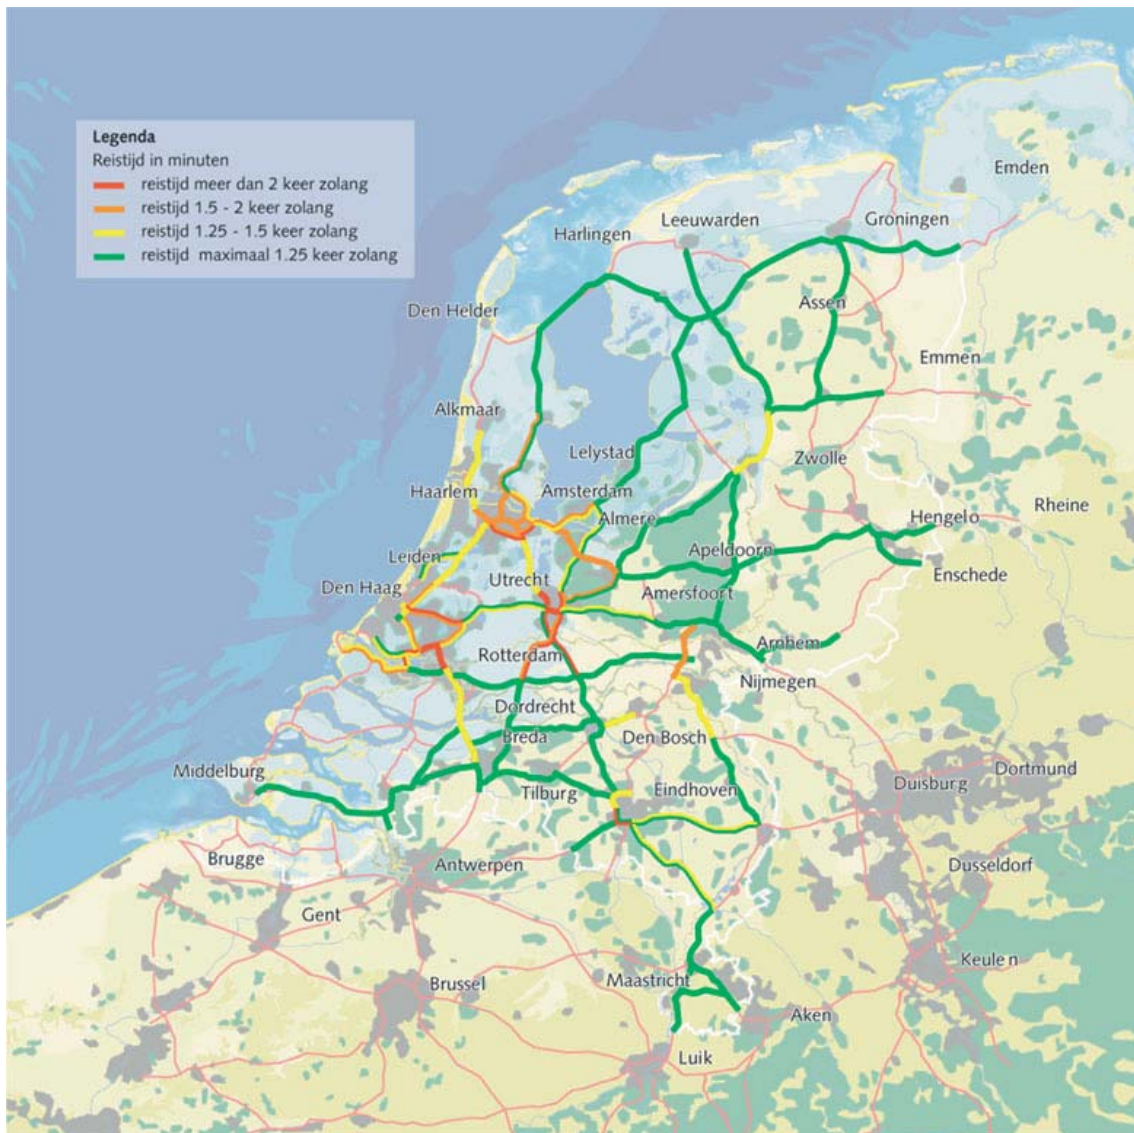 Legenda
Reistijd in minuten
reistijd meer dan 2 keer zolang
reistijd 1.5 - 2 keer zolang
reistijd 1.25 - 1.5 keer zolang
reistijd maximaal 1.25 keer zolang
Emden
Groningen
Leeuwarden
Harlingen
Assen
Den Helder
Emmen
Alkmaar
Lelystad
Zwolle
Haarlem
Amsterdam
Rheine
Almere
Hengelo
Leiden
Apeldoorn
Enschede
Den Haag
Utrecht
Amersfoort
Arnhem
Rotterdam
Nijmegen
Dordrecht
Breda
Den Bosch
Middelburg
Dortmund
Duisburg
Tilburg
Eindhoven
Brugge
Antwerpen
Dusseldorf
Gent
Keulen
Maastricht
Brussel
Aken
Luik